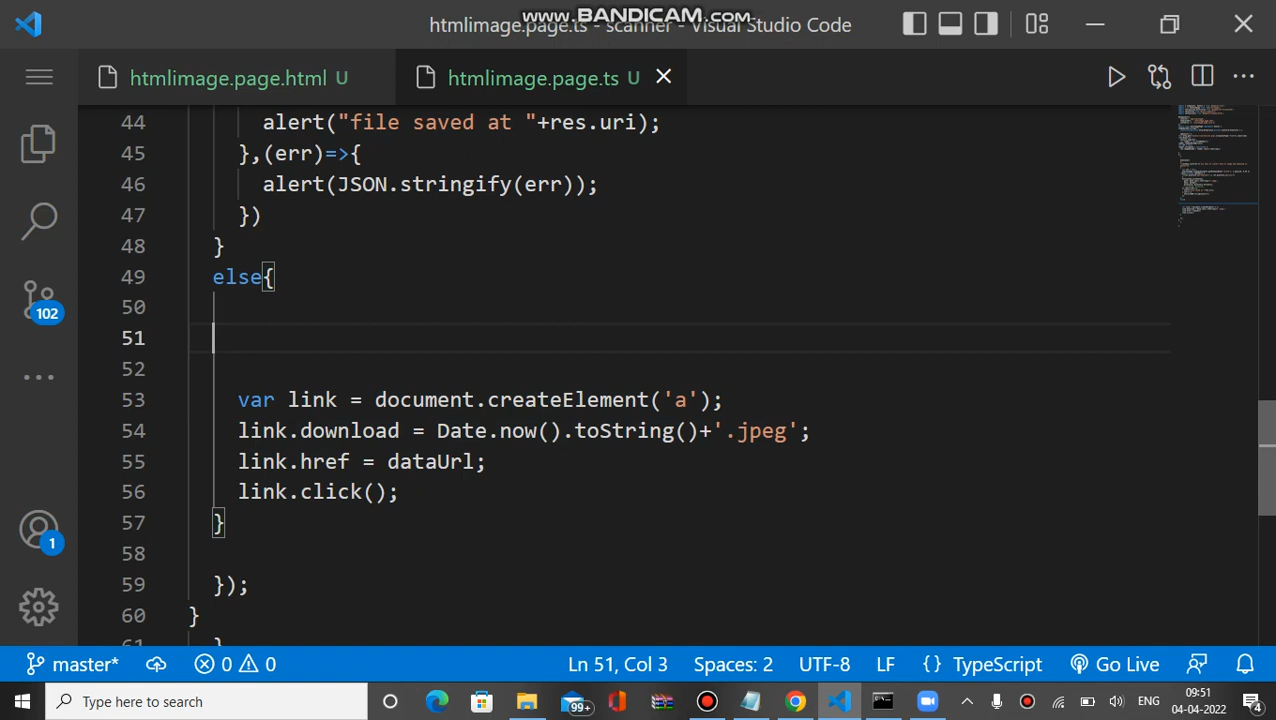 www.BANDICAM.com
htmlimage.page.ts - scanner - Visual Studio Code
htmlimage.page.html U
htmlimage.page.ts U
44 alert("file saved at "+res.uri);
45 },(err)=>{
46 alert(JSON.stringify(err));
47 })
48 }
49 else{
50
51
52
53 var link = document.createElement('a');
54 link.download = Date.now().toString()+'.jpeg';
55 link.href = dataUrl;
56 link.click();
57 }
58
59 });
60 }
61 }
102
1
master* 0 0 Ln 51, Col 3 Spaces: 2 UTF-8 LF {} TypeScript Go Live
Type here to search 99+ ENG 09:51
04-04-2022 4